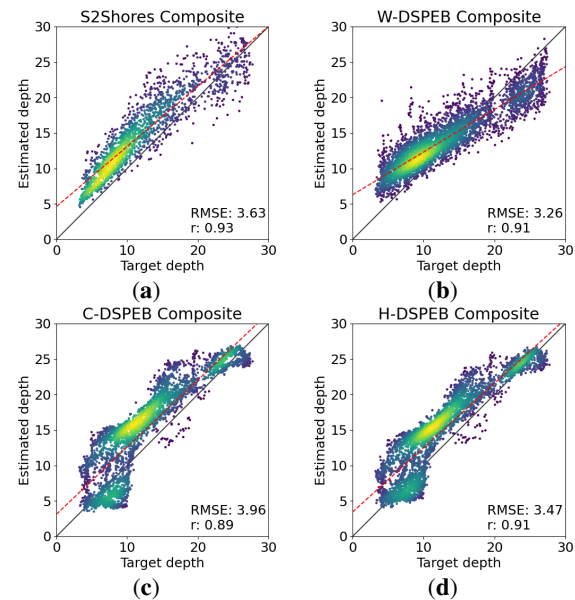 S2Shores Composite
30
25
20
15
10
5
0
Estimated depth
RMSE: 3.63
r: 0.93
0 10 20 30
Target depth
(a)
W-DSPEB Composite
30
25
20
15
10
5
0
Estimated depth
RMSE: 3.26
r: 0.91
0 10 20 30
Target depth
(b)
C-DSPEB Composite
30
25
20
15
10
5
0
Estimated depth
RMSE: 3.96
r: 0.89
0 10 20 30
Target depth
(c)
H-DSPEB Composite
30
25
20
15
10
5
0
Estimated depth
RMSE: 3.47
r: 0.91
0 10 20 30
Target depth
(d)